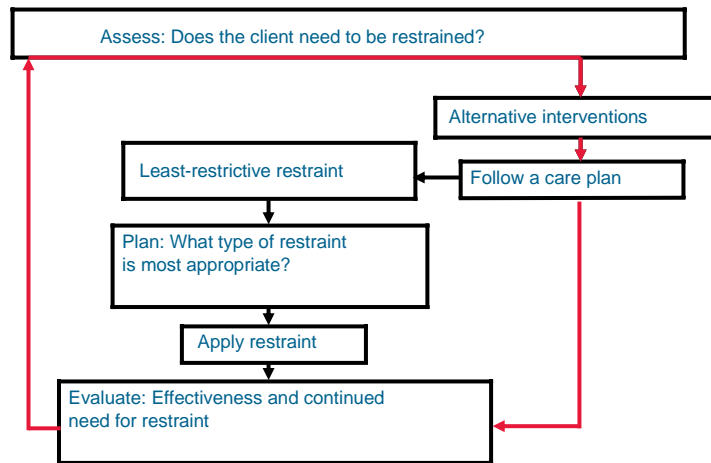 Assess: Does the client need to be restrained?
Alternative interventions
Least-restrictive restraint
Follow a care plan
Plan: What type of restraint
is most appropriate?
Apply restraint
Evaluate: Effectiveness and continued
need for restraint